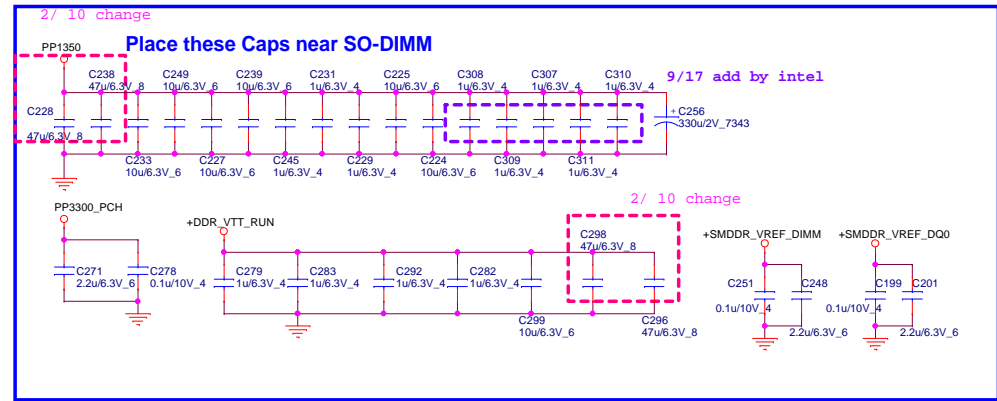 2/ 10 change
Place these Caps near SO-DIMM
PP1350
C238
47u/6.3V_8
C249
10u/6.3V_6
C239
10u/6.3V_6
C231
1u/6.3V_4
C225
10u/6.3V_6
C308
1u/6.3V_4
C307
1u/6.3V_4
C310
1u/6.3V_4
9/17 add by intel
C228
47u/6.3V_8
+ C256
330u/2V_7343
C233
10u/6.3V_6
C227
10u/6.3V_6
C245
1u/6.3V_4
C229
1u/6.3V_4
C224
10u/6.3V_6
C309
1u/6.3V_4
C311
1u/6.3V_4
2/ 10 change
PP3300_PCH
+DDR_VTT_RUN
+SMDDR_VREF_DIMM
+SMDDR_VREF_DQ0
C271
2.2u/6.3V_6
C278
0.1u/10V_4
C279
1u/6.3V_4
C283
1u/6.3V_4
C292
1u/6.3V_4
C282
1u/6.3V_4
C298
47u/6.3V_8
C299
10u/6.3V_6
C296
47u/6.3V_8
C251
0.1u/10V_4
C248
2.2u/6.3V_6
C199
0.1u/10V_4
C201
2.2u/6.3V_6